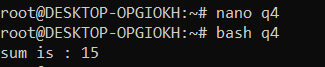 root@DESKTOP-OPGIOKH:~# nano q4
root@DESKTOP-OPGIOKH:~# bash q4
sum is : 15